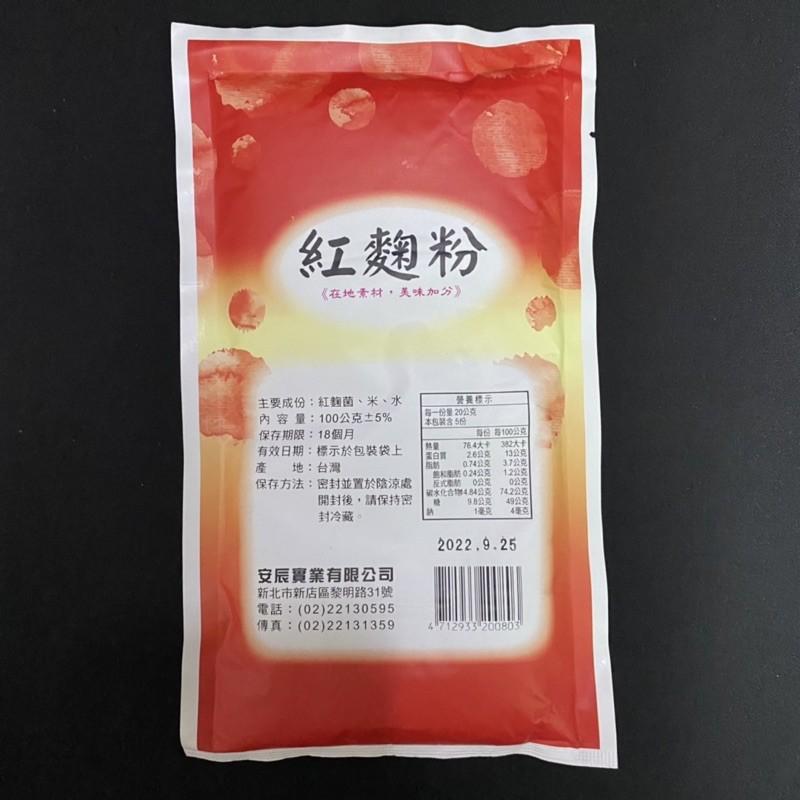 紅麴粉
《在地素材，美味加分》
主要成份：紅麴菌、米、水
內 容 量：100公克±5%
保存期限：18個月
有效日期：標示於包裝袋上
產　　地：台灣
保存方法：密封並置於陰涼處
開封後，請保持密
封冷藏。
營養標示
每一份量 20公克
本包裝含 5份
每份 每100公克
熱量 76.4大卡 382大卡
蛋白質 2.6公克 13公克
脂肪 0.74公克 3.7公克
飽和脂肪 0.24公克 1.2公克
反式脂肪 0公克 0公克
碳水化合物14.84公克 74.2公克
糖 9.8公克 49公克
鈉 1毫克 4毫克
2022.9.25
安辰實業有限公司
新北市新店區黎明路31號
電話：(02)22130595
傳真：(02)22131359
4 712933 200803